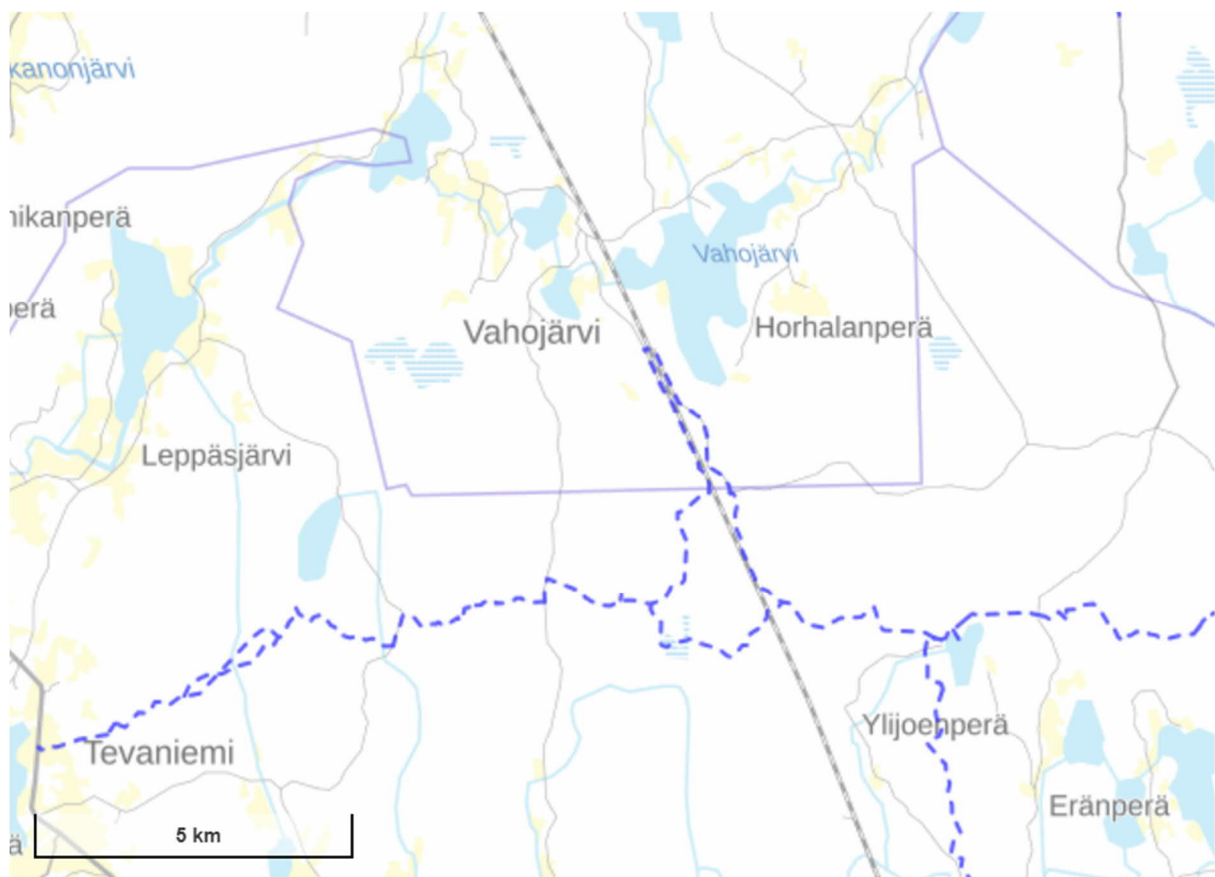 kanonjärvi
nikanperä
Vahojärvi
perä
Vahojärvi
Horhalanperä
Leppäsjärvi
Ylijoenperä
Tevaniemi
Eränperä
5 km
ä